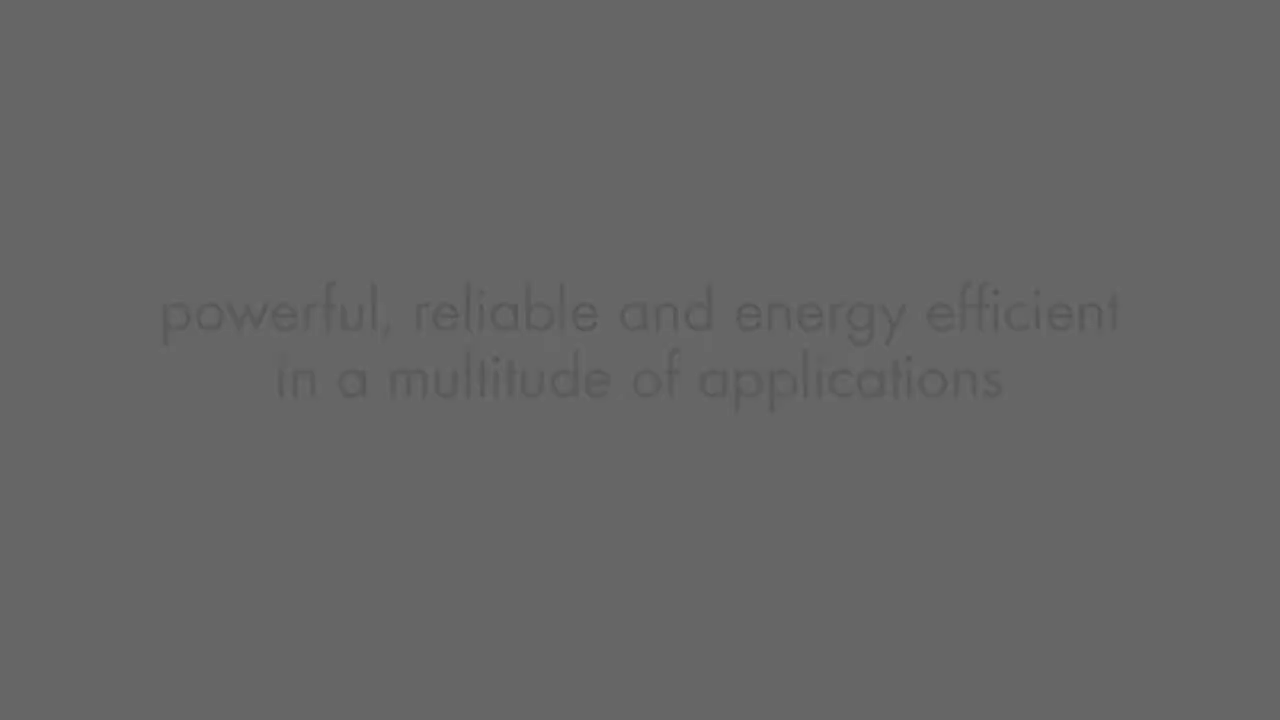 powerful, reliable and energy efficient
in a multitude of applications